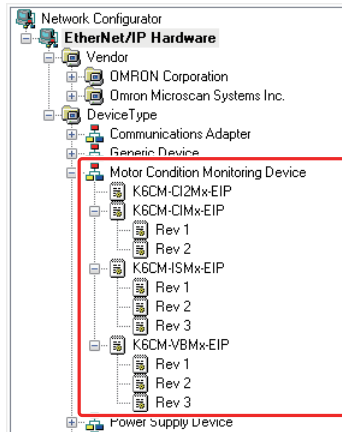 Network Configurator
EtherNet/IP Hardware
Vendor
OMRON Corporation
Omron Microscan Systems Inc.
DeviceType
Communications Adapter
Generic Device
Motor Condition Monitoring Device
K6CM-CI2Mx-EIP
K6CM-CIMx-EIP
Rev 1
Rev 2
K6CM-ISMx-EIP
Rev 1
Rev 2
Rev 3
K6CM-VBMx-EIP
Rev 1
Rev 2
Rev 3
Power Supply Device